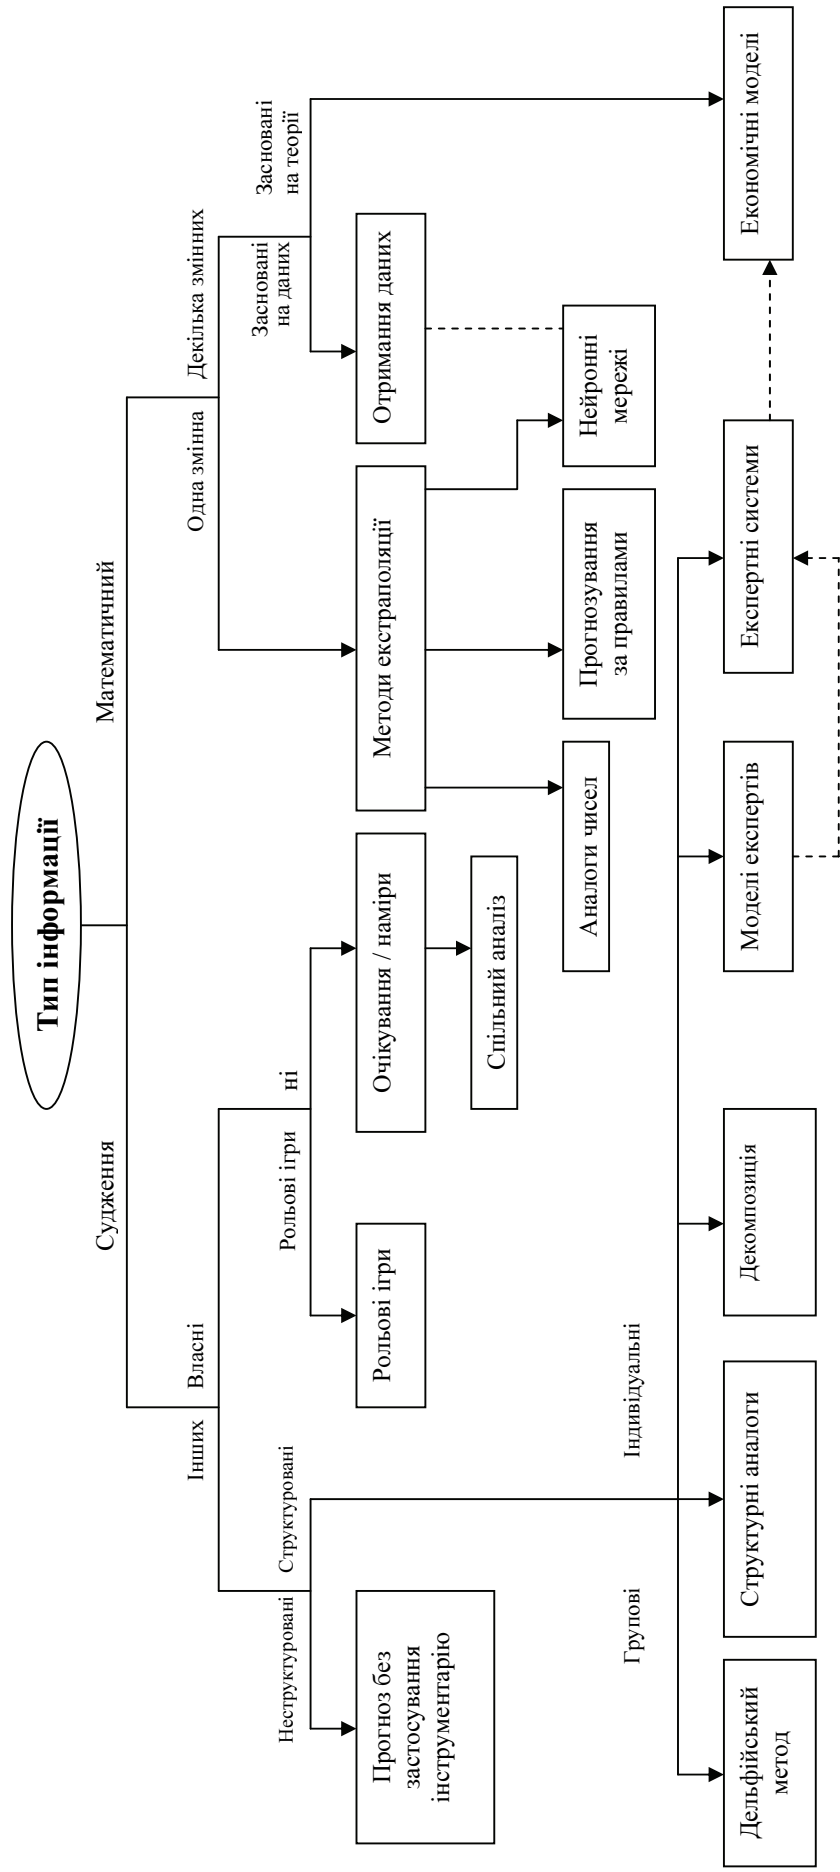 Тип інформації
Судження
Математичний
Інших
Власні
Одна змінна
Декілька змінних
Неструктуровані
Структуровані
Рольові ігри
ні
Засновані
на даних
Засновані
на теорії
Прогноз без
застосування
інструментарію
Рольові ігри
Очікування / наміри
Методи екстраполяції
Отримання даних
Спільний аналіз
Аналоги чисел
Прогнозування
за правилами
Нейронні
мережі
Групові
Індивідуальні
Дельфійський
метод
Структурні аналоги
Декомпозиція
Моделі експертів
Експертні системи
Економічні моделі